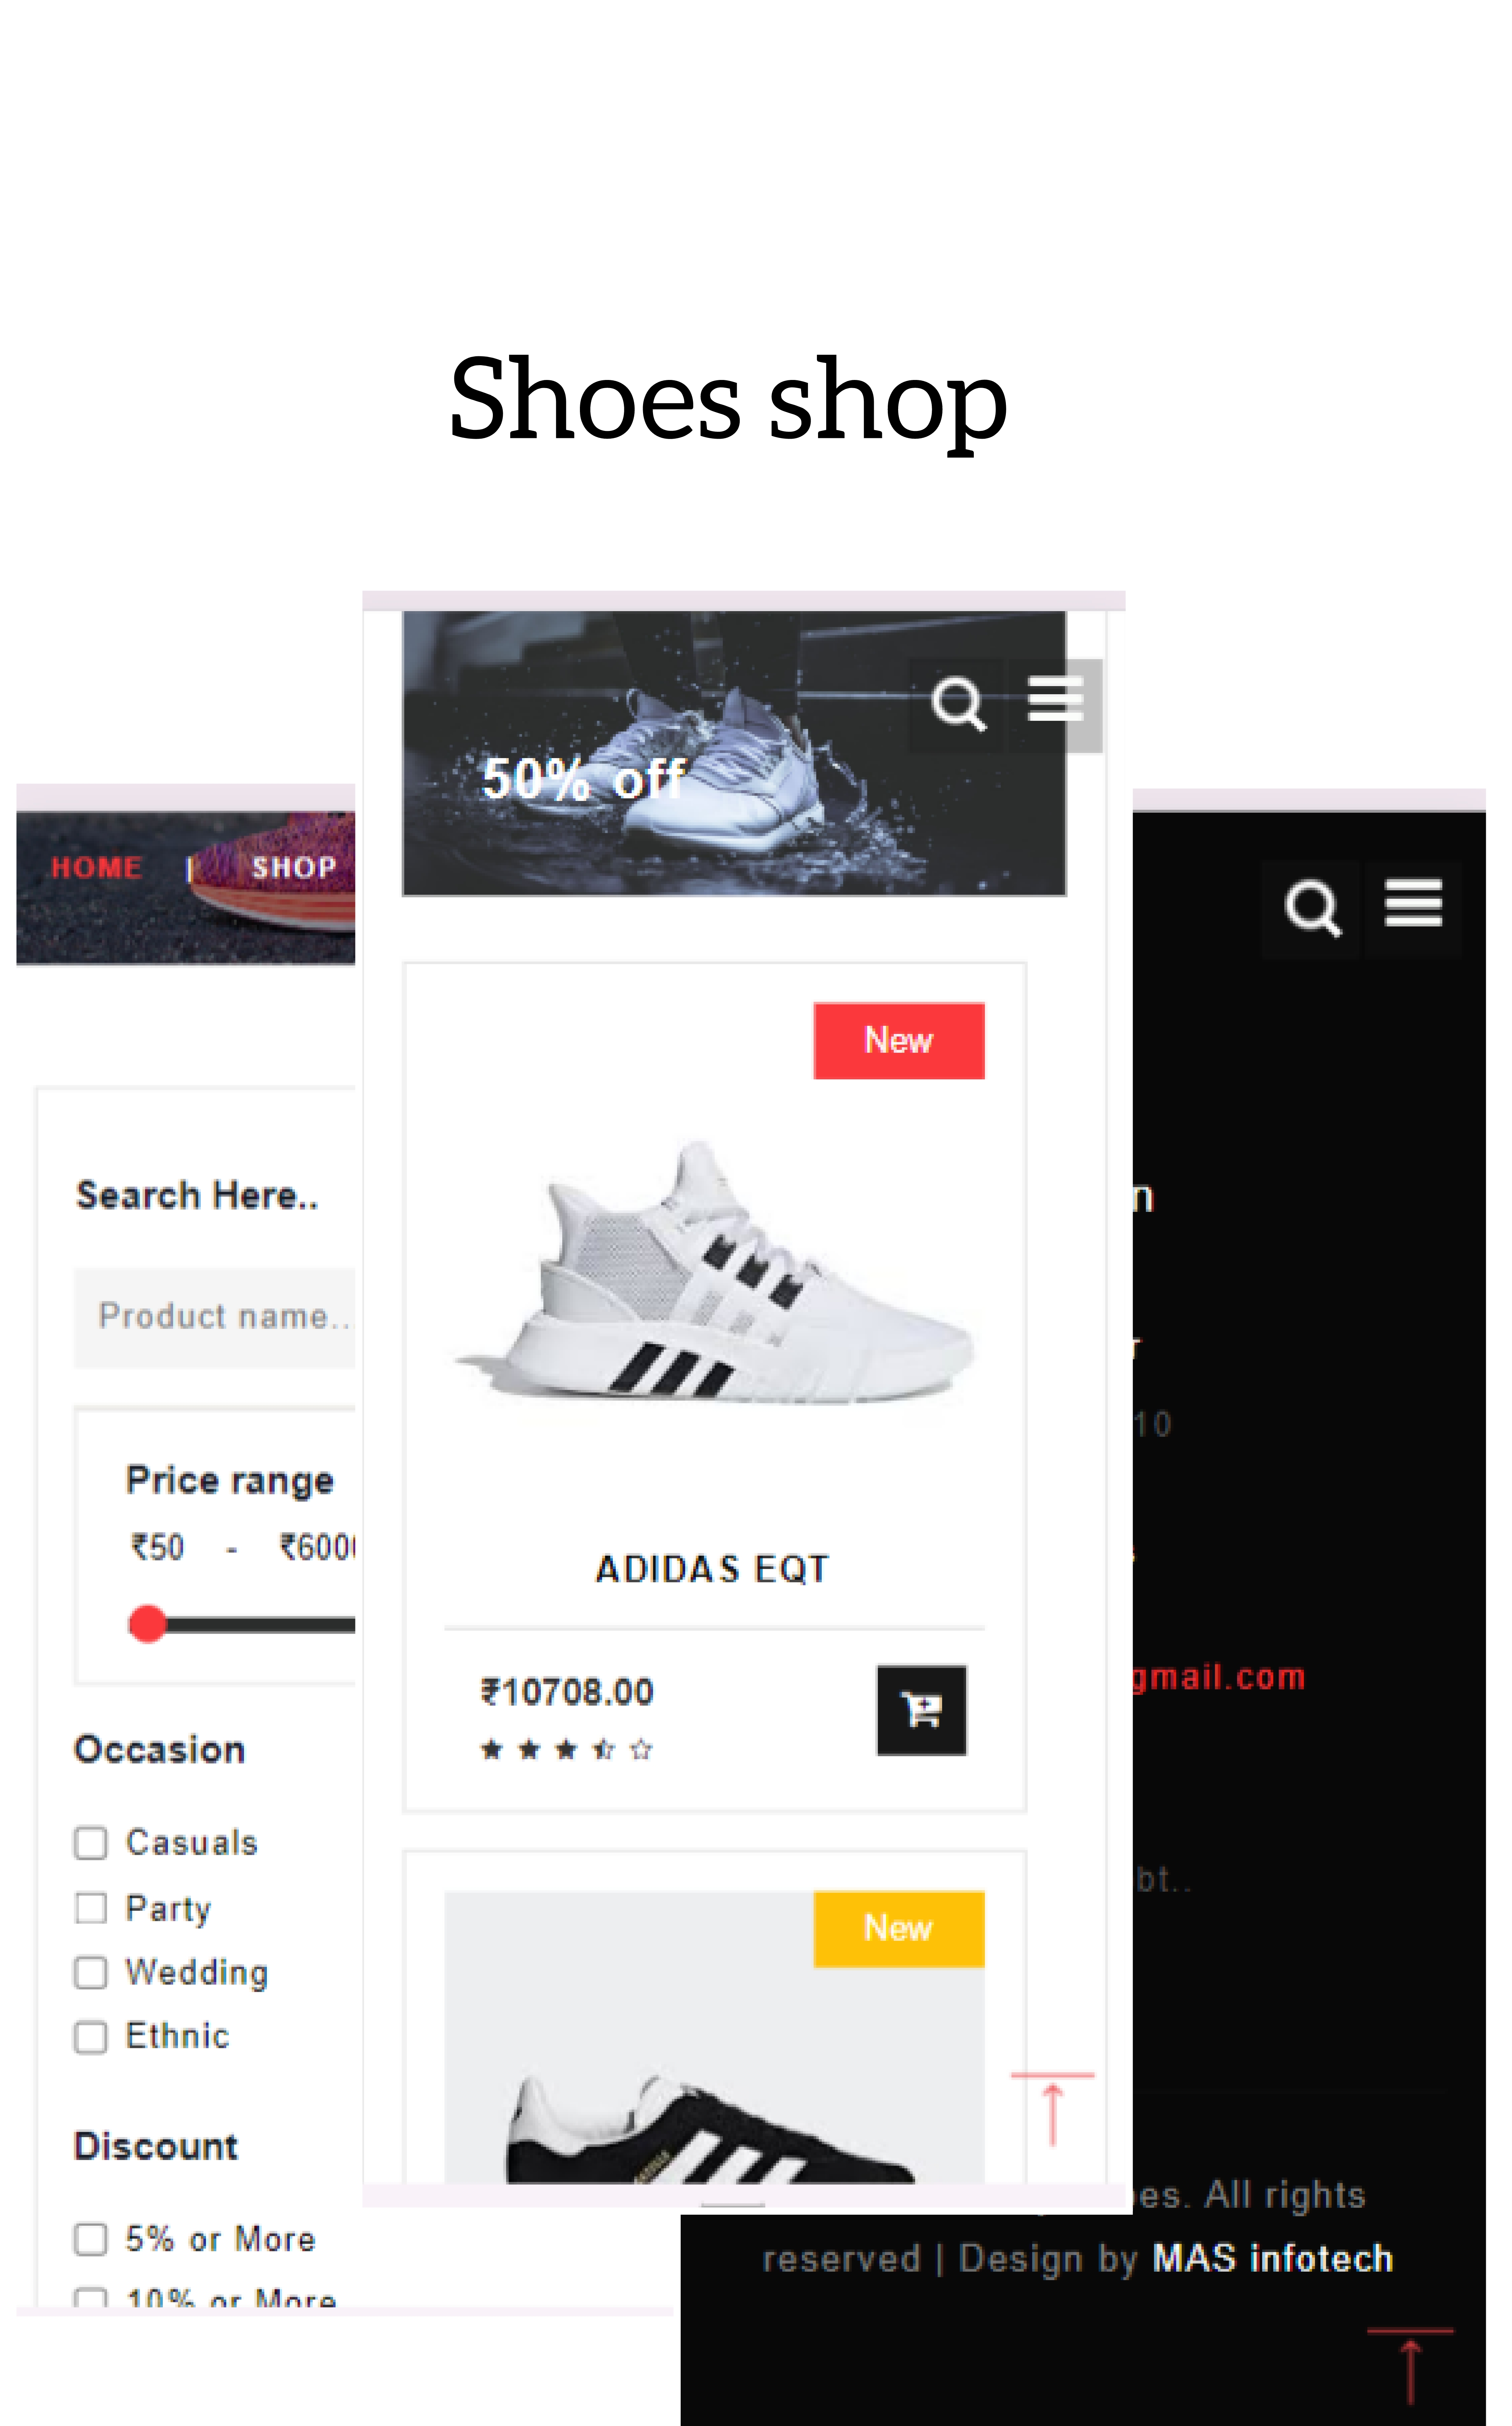 Shoes shop
50% off
HOME | SHOP
Search Here..
Product name..
Price range
₹50 - 
Occasion
Casuals
Party
Wedding
Ethnic
Discount
5% or More
10% or More
New
ADIDAS EQT
₹10708.00
New
10
gmail.com
bt..
es. All rights
reserved | Design by MAS infotech